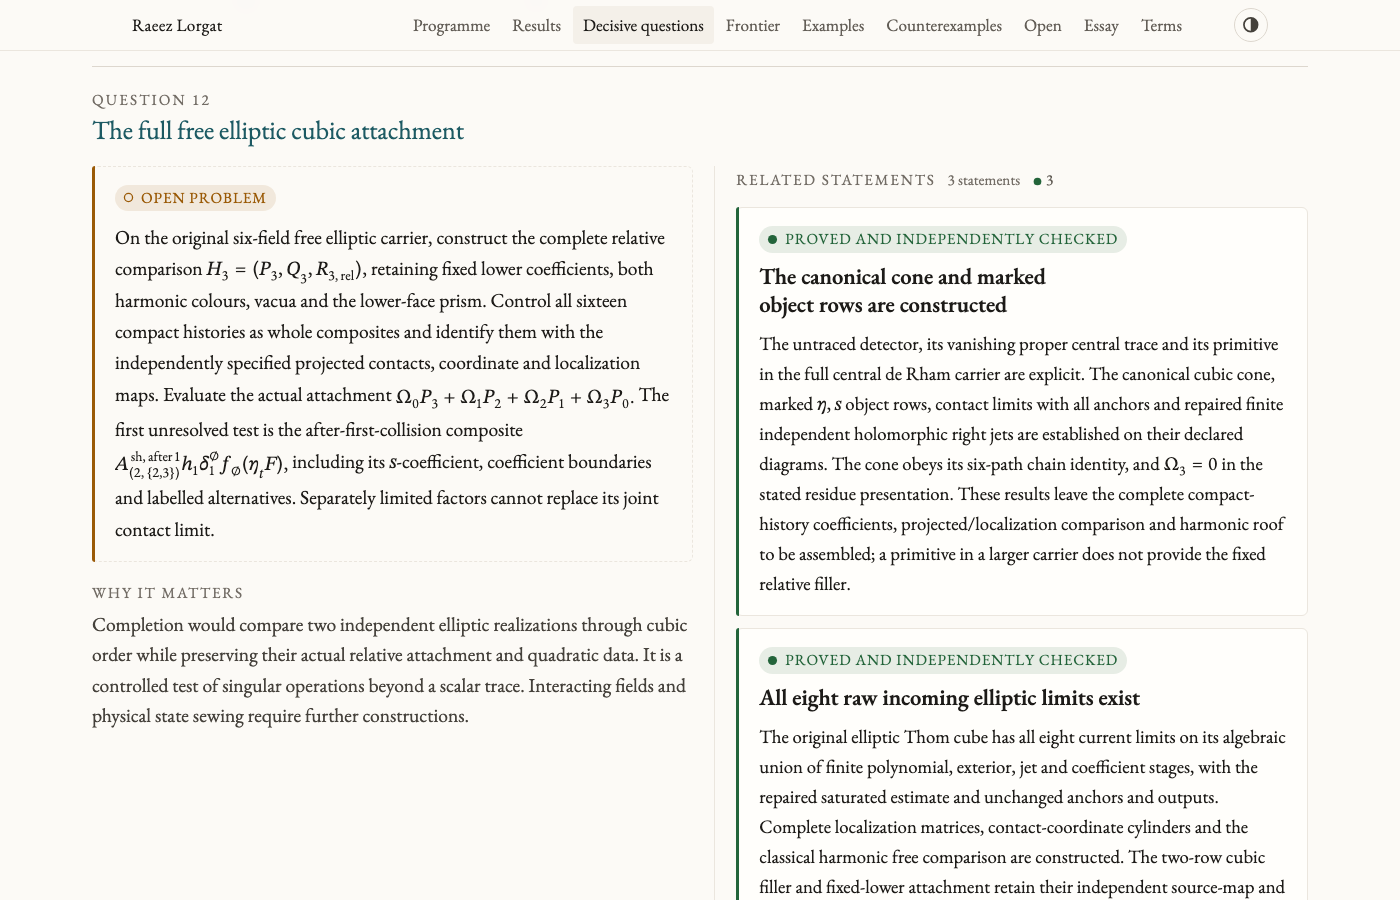 Raeez Lorgat
Programme Results Decisive questions Frontier Examples Counterexamples Open Essay Terms
QUESTION 12
The full free elliptic cubic attachment
OPEN PROBLEM
On the original six-field free elliptic carrier, construct the complete relative
comparison H₃ = (P₃, Q₃, R₃, rel), retaining fixed lower coefficients, both
harmonic colours, vacua and the lower-face prism. Control all sixteen
compact histories as whole composites and identify them with the
independently specified projected contacts, coordinate and localization
maps. Evaluate the actual attachment Ω₀P₃ + Ω₁P₂ + Ω₂P₁ + Ω₃P₀. The
first unresolved test is the after-first-collision composite
A^{sh, after 1}_{(2, {2,3})} h₁δ₁^∅ f_∅(η_t F), including its s-coefficient, coefficient boundaries
and labelled alternatives. Separately limited factors cannot replace its joint
contact limit.
WHY IT MATTERS
Completion would compare two independent elliptic realizations through cubic
order while preserving their actual relative attachment and quadratic data. It is a
controlled test of singular operations beyond a scalar trace. Interacting fields and
physical state sewing require further constructions.
RELATED STATEMENTS 3 statements 3
PROVED AND INDEPENDENTLY CHECKED
The canonical cone and marked
object rows are constructed
The untraced detector, its vanishing proper central trace and its primitive
in the full central de Rham carrier are explicit. The canonical cubic cone,
marked η, s object rows, contact limits with all anchors and repaired finite
independent holomorphic right jets are established on their declared
diagrams. The cone obeys its six-path chain identity, and Ω₃ = 0 in the
stated residue presentation. These results leave the complete compact-
history coefficients, projected/localization comparison and harmonic roof
to be assembled; a primitive in a larger carrier does not provide the fixed
relative filler.
PROVED AND INDEPENDENTLY CHECKED
All eight raw incoming elliptic limits exist
The original elliptic Thom cube has all eight current limits on its algebraic
union of finite polynomial, exterior, jet and coefficient stages, with the
repaired saturated estimate and unchanged anchors and outputs.
Complete localization matrices, contact-coordinate cylinders and the
classical harmonic free comparison are constructed. The two-row cubic
filler and fixed-lower attachment retain their independent source-map and